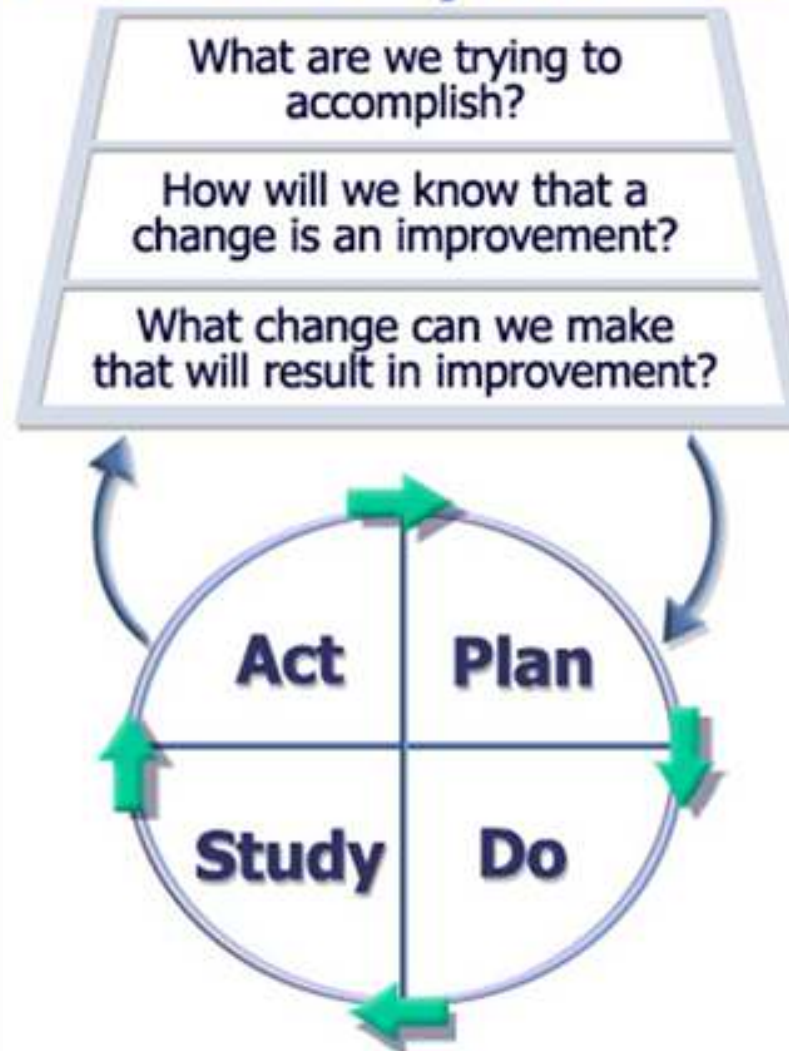 What are we trying to
accomplish?
How will we know that a
change is an improvement?
What change can we make
that will result in improvement?
Act
Plan
Study
Do